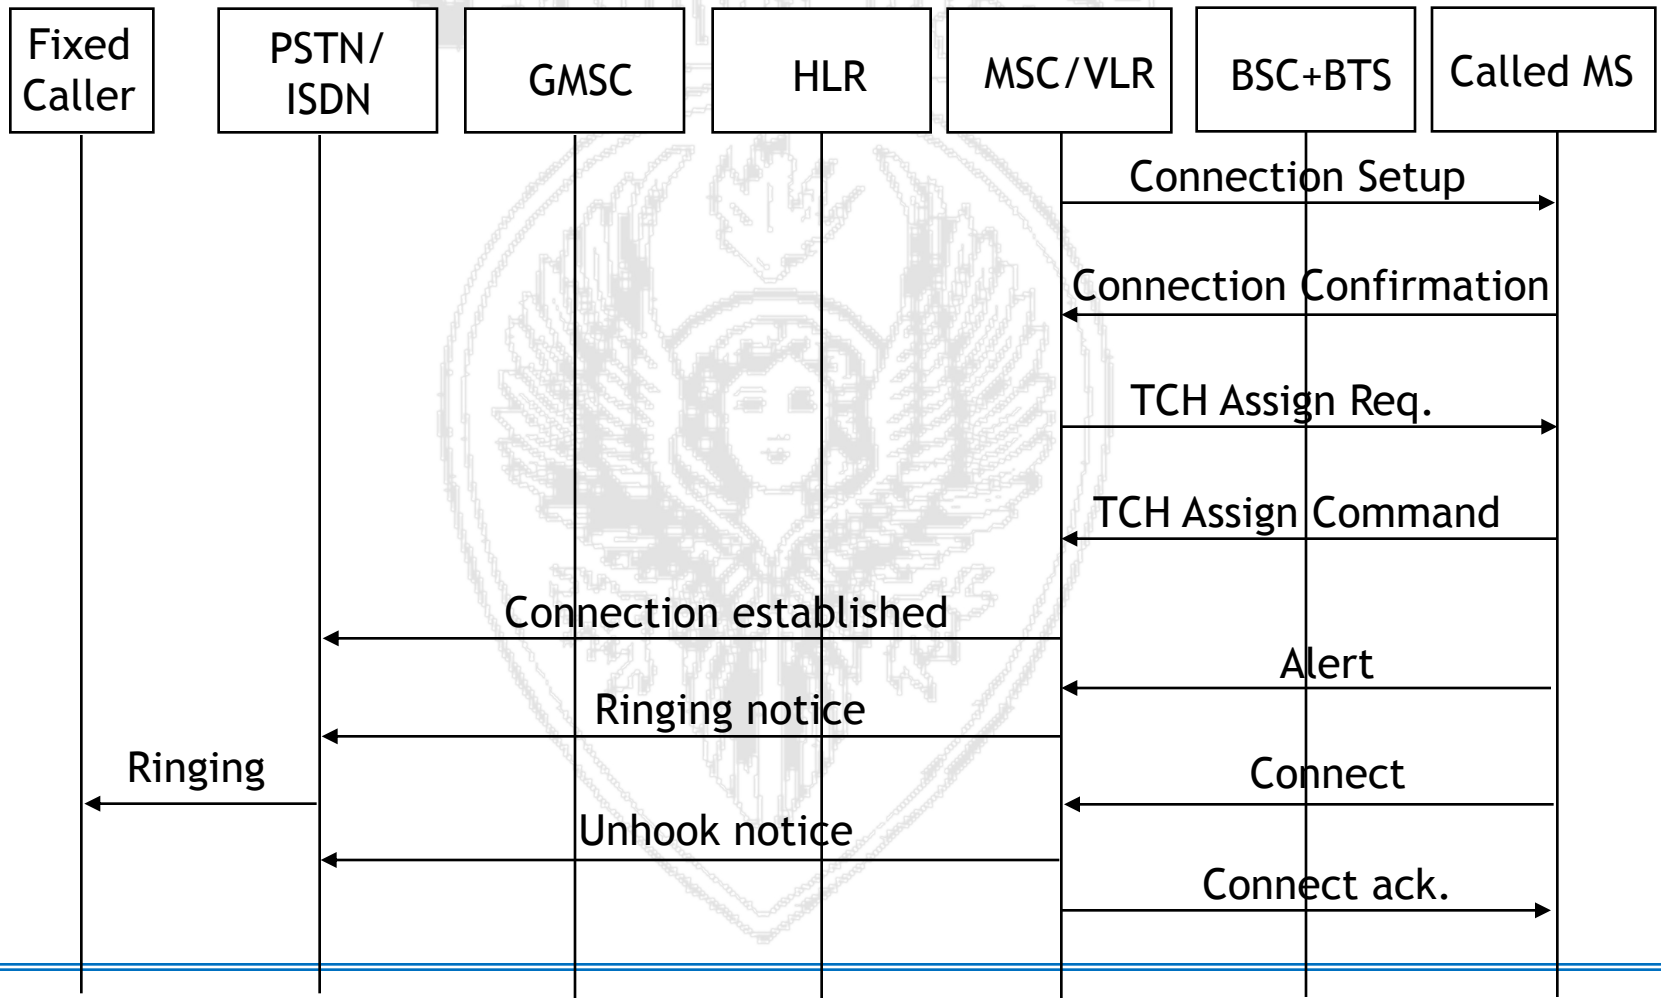 Fixed
Caller
PSTN/
ISDN
GMSC
HLR
MSC/VLR
BSC+BTS
Called MS
Connection Setup
Connection Confirmation
TCH Assign Req.
TCH Assign Command
Connection established
Alert
Ringing notice
Ringing
Connect
Unhook notice
Connect ack.